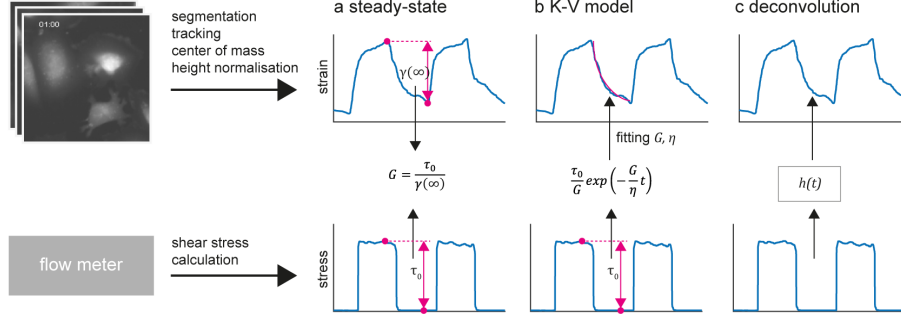 01:00
segmentation
tracking
center of mass
height normalisation
a steady-state
b K-V model
c deconvolution
strain
γ(∞)
fitting G, η
G = τ₀ / γ(∞)
τ₀/G exp(−G/η t)
h(t)
flow meter
shear stress
calculation
stress
τ₀
τ₀